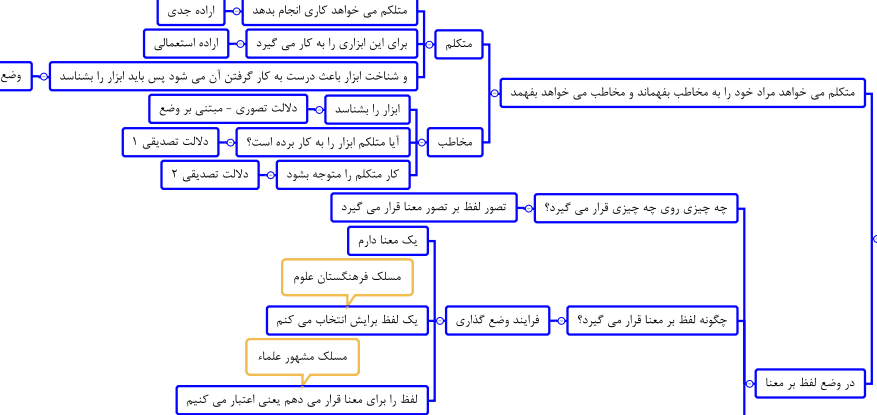 متکلم می خواهد مراد خود را به مخاطب بفهماند و مخاطب می خواهد بفهمد
متکلم
متکلم می خواهد کاری انجام بدهد
اراده جدی
برای این ابزاری را به کار می گیرد
اراده استعمالی
و شناخت ابزار باعث درست به کار گرفتن آن می شود پس باید ابزار را بشناسد
وضع
مخاطب
ابزار را بشناسد
دلالت تصوری - مبتنی بر وضع
آیا متلکم ابزار را به کار برده است؟
دلالت تصدیقی ۱
کار متکلم را متوجه بشود
دلالت تصدیقی ۲
در وضع لفظ بر معنا
چه چیزی روی چه چیزی قرار می گیرد؟
تصور لفظ بر تصور معنا قرار می گیرد
چگونه لفظ بر معنا قرار می گیرد؟
فرایند وضع گذاری
یک معنا دارم
مسلک فرهنگستان علوم
یک لفظ برایش انتخاب می کنم
مسلک مشهور علماء
لفظ را برای معنا قرار می دهم یعنی اعتبار می کنیم